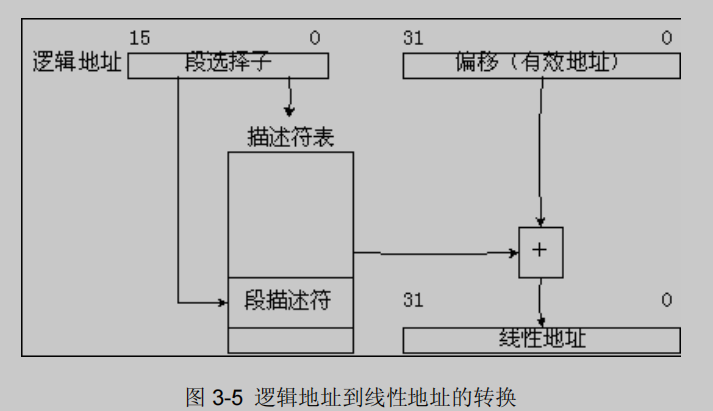 15 0 31 0
逻辑地址 段选择子 偏移（有效地址）
描述符表
+
段描述符 31 0
线性地址
图 3-5 逻辑地址到线性地址的转换